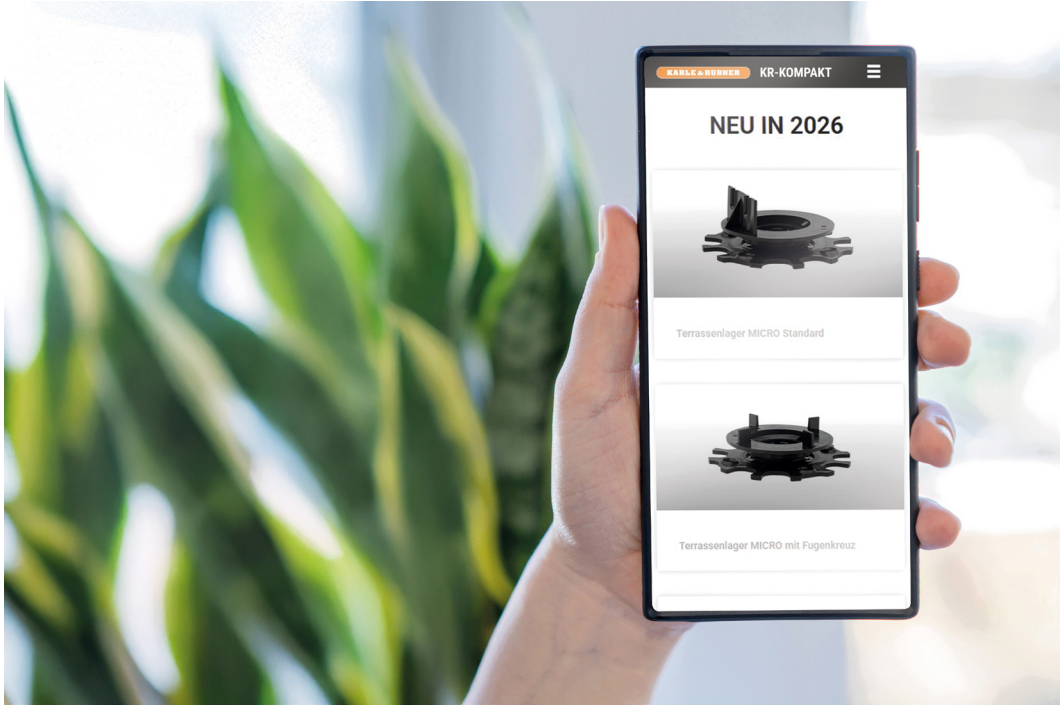 KARLE & RUBNER
KR-KOMPAKT
NEU IN 2026
Terrassenlager MICRO Standard
Terrassenlager MICRO mit Fugenkreuz